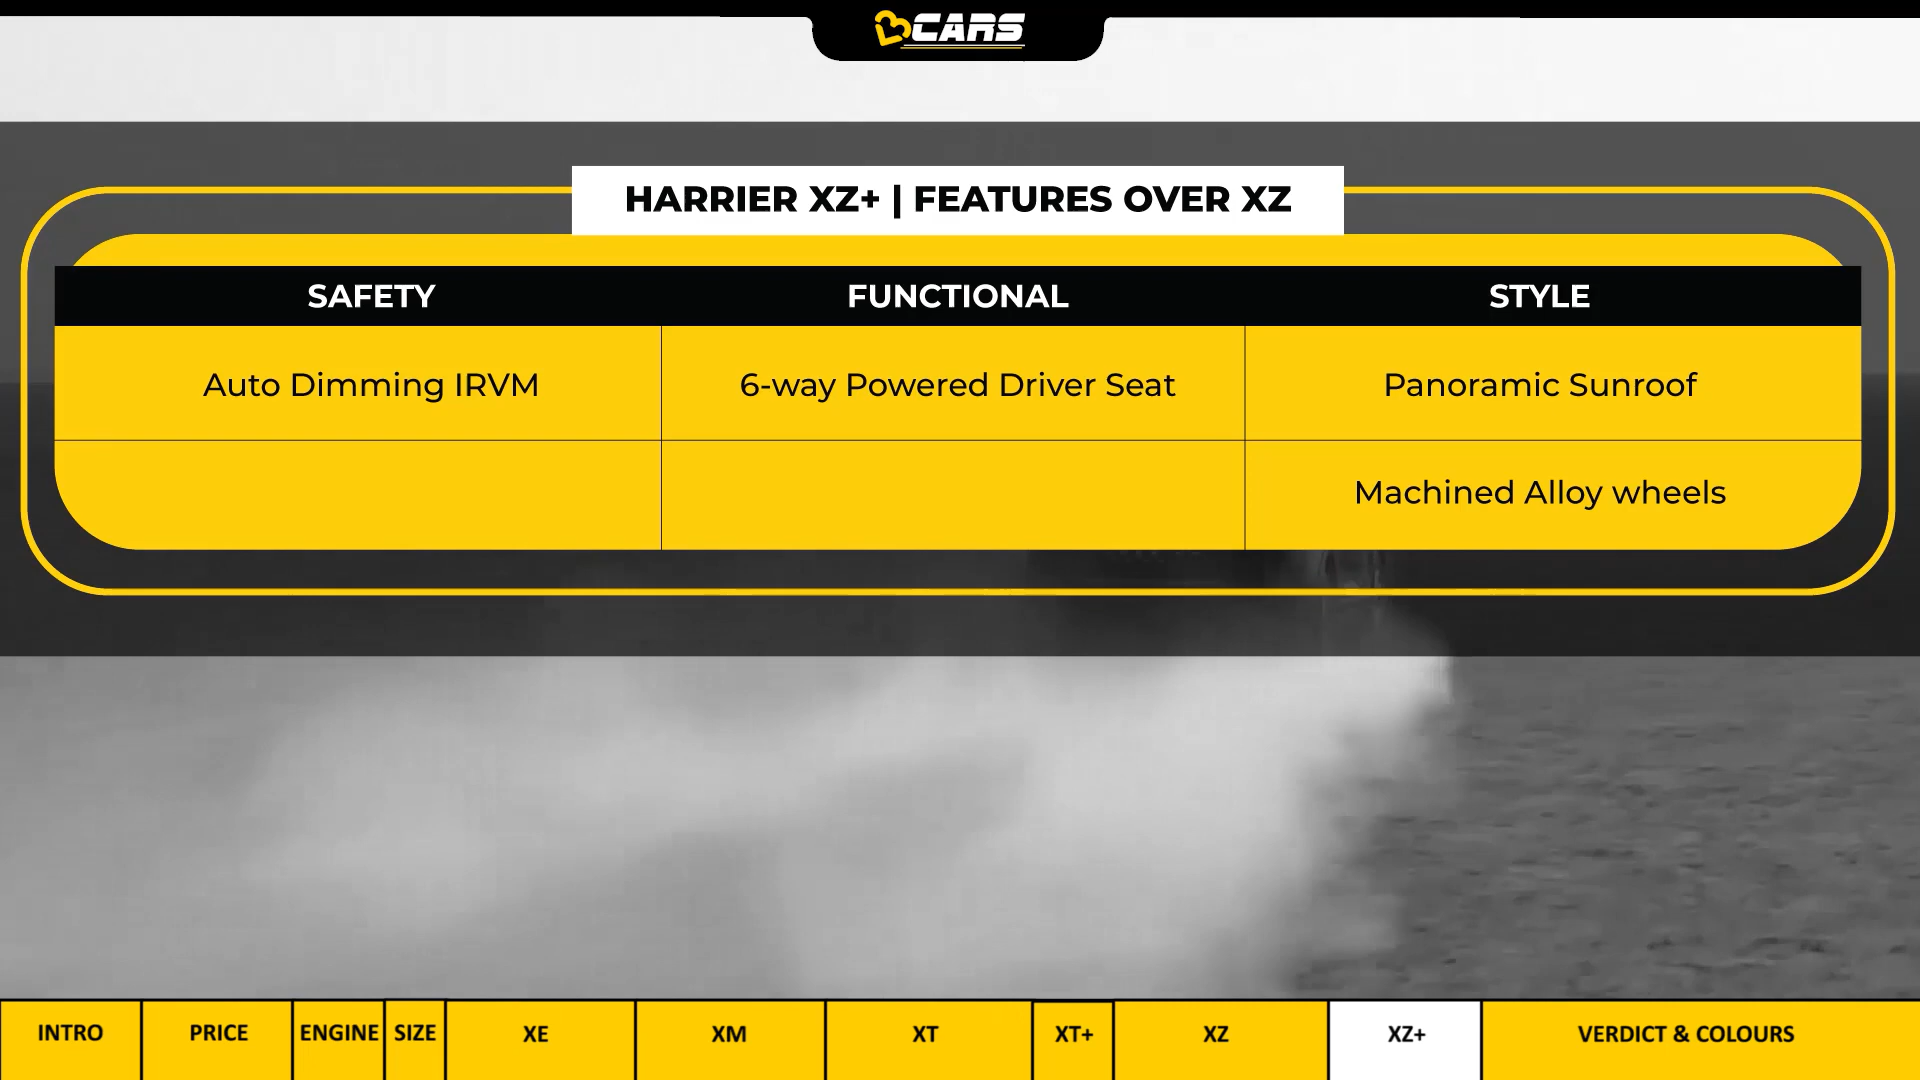 CARS
HARRIER XZ+ | FEATURES OVER XZ
SAFETY FUNCTIONAL STYLE
Auto Dimming IRVM 6-way Powered Driver Seat Panoramic Sunroof
Machined Alloy wheels
INTRO PRICE ENGINE SIZE XE XM XT XT+ XZ XZ+ VERDICT & COLOURS